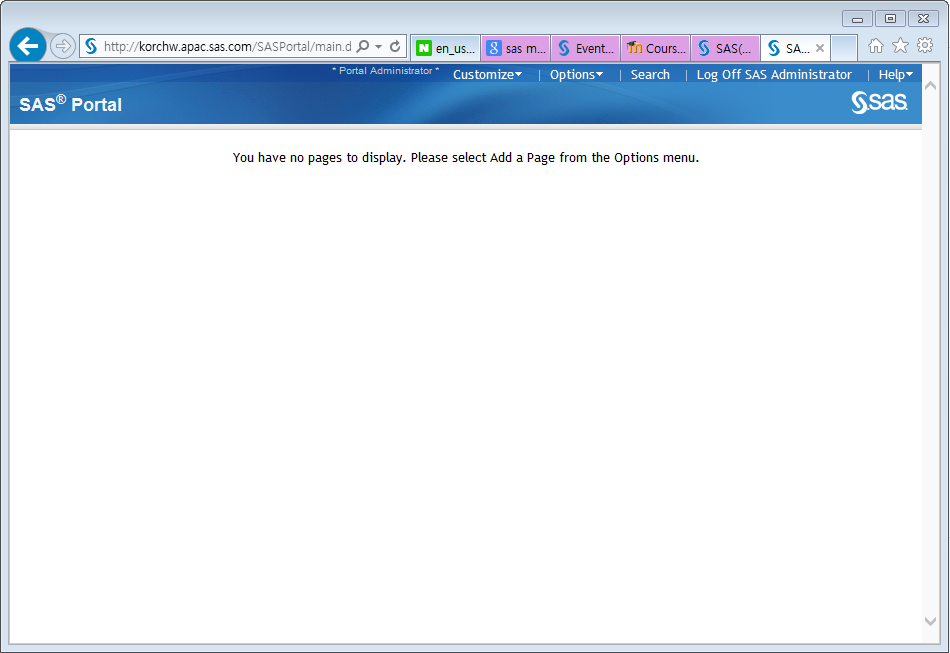 http://korchw.apac.sas.com/SASPortal/main.d
en_us...
sas m...
Event...
Cours...
SAS(...
SA...
* Portal Administrator *
Customize
Options
Search
Log Off SAS Administrator
Help
SAS® Portal
sas
You have no pages to display. Please select Add a Page from the Options menu.